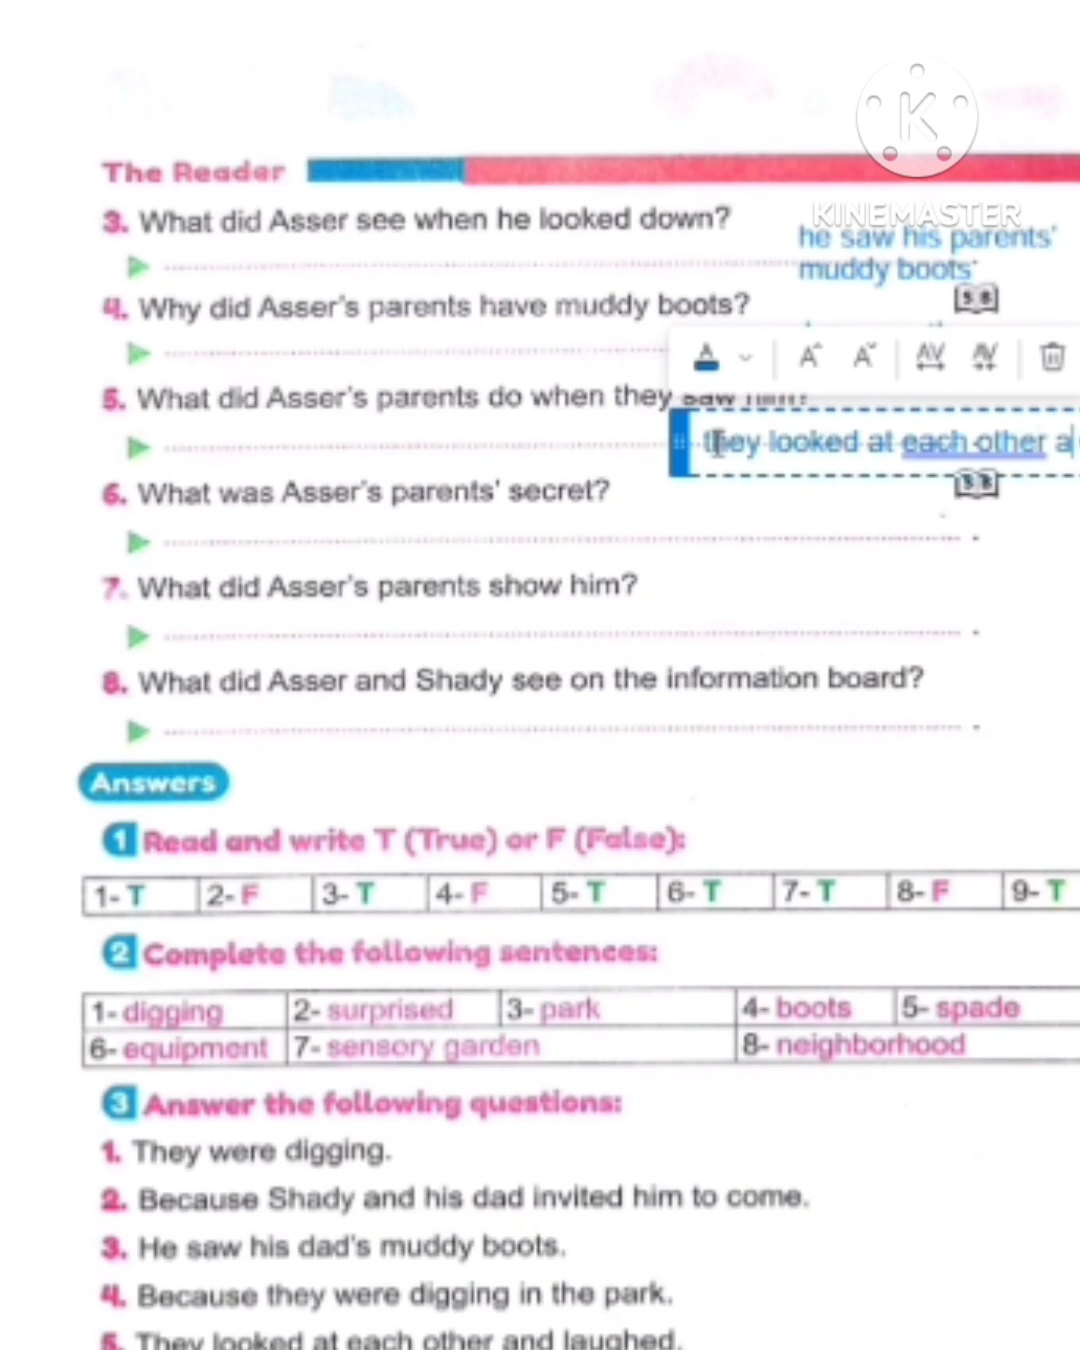 K
KINEMASTER
The Reader
3. What did Asser see when he looked down?
he saw his parents'
muddy boots
4. Why did Asser's parents have muddy boots?
5. What did Asser's parents do when they saw him?
they looked at each other a
6. What was Asser's parents' secret?
7. What did Asser's parents show him?
8. What did Asser and Shady see on the information board?
Answers
1 Read and write T (True) or F (False):
1- T 2- F 3- T 4- F 5- T 6- T 7- T 8- F 9- T
2 Complete the following sentences:
1- digging 2- surprised 3- park 4- boots 5- spade
6- equipment 7- sensory garden 8- neighborhood
3 Answer the following questions:
1. They were digging.
2. Because Shady and his dad invited him to come.
3. He saw his dad's muddy boots.
4. Because they were digging in the park.
5. They looked at each other and laughed.